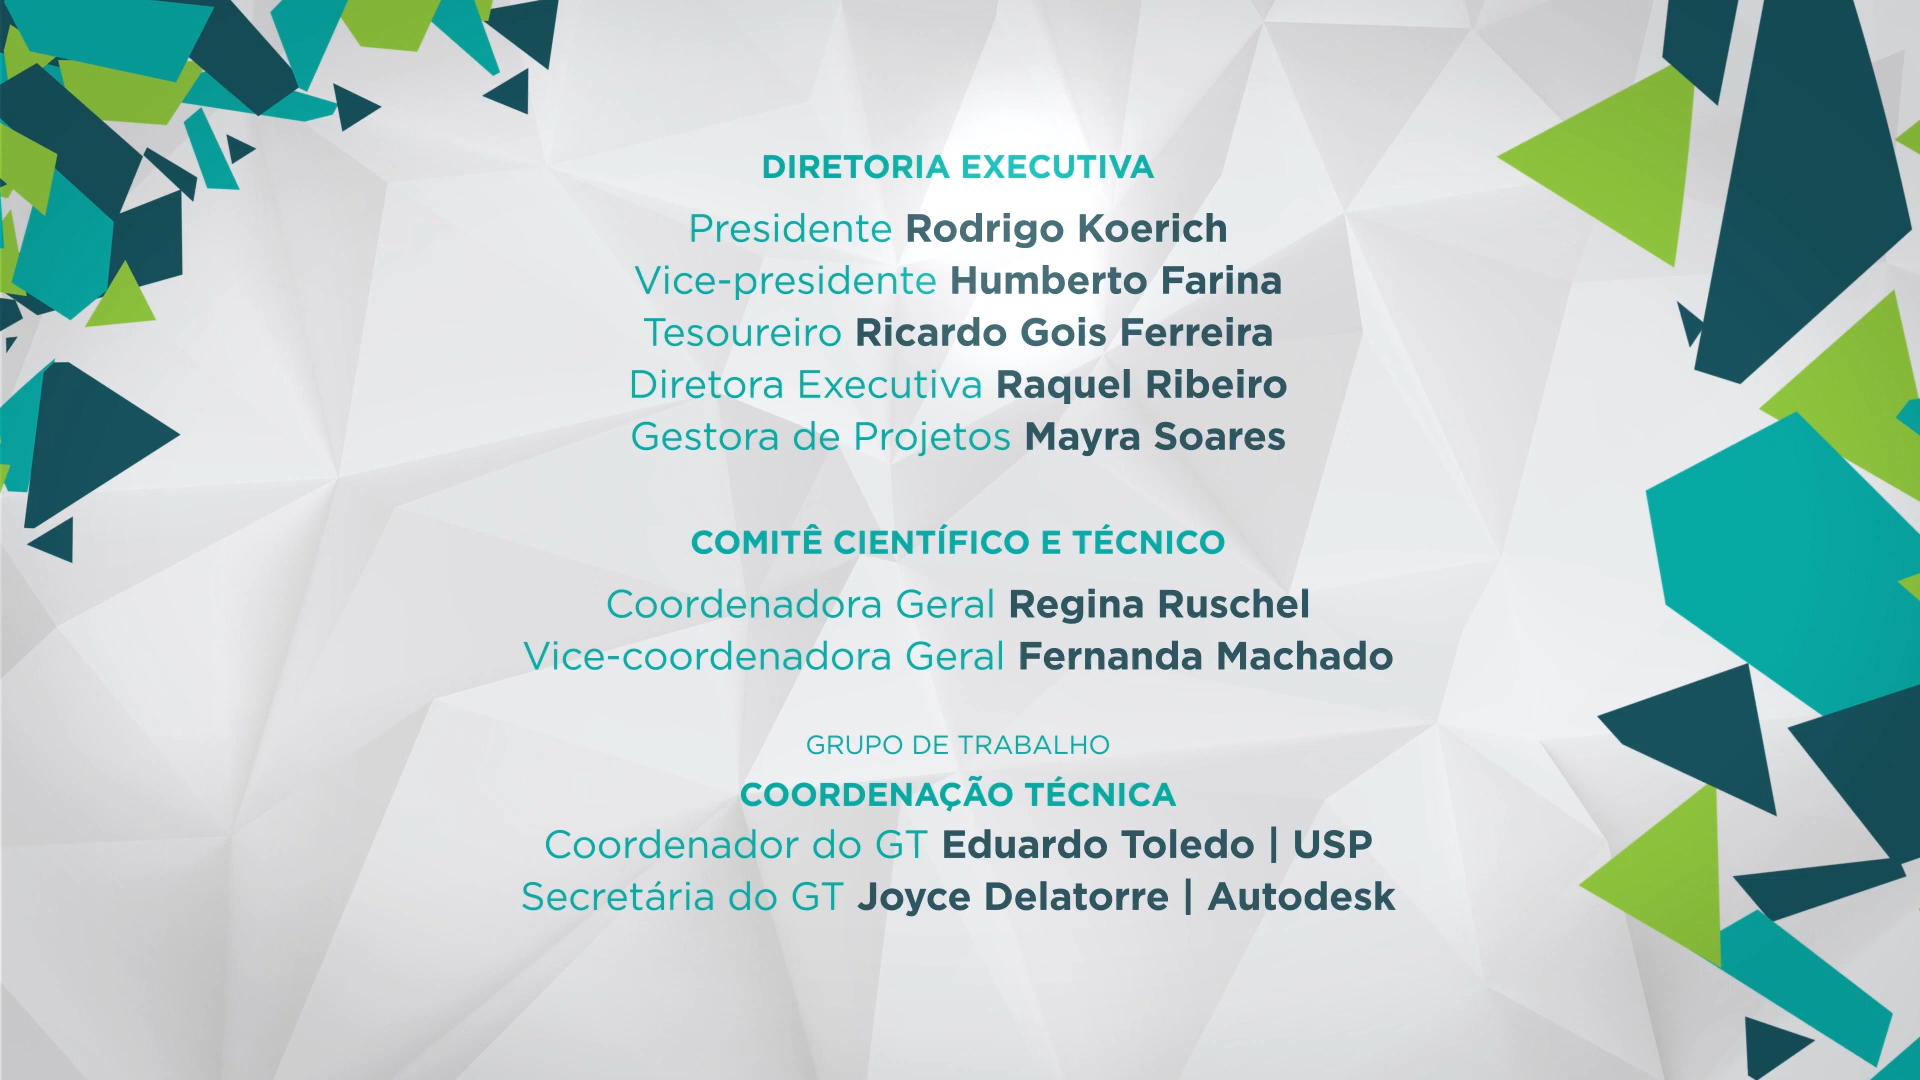 DIRETORIA EXECUTIVA
Presidente Rodrigo Koerich
Vice-presidente Humberto Farina
Tesoureiro Ricardo Gois Ferreira
Diretora Executiva Raquel Ribeiro
Gestora de Projetos Mayra Soares
COMITÊ CIENTÍFICO E TÉCNICO
Coordenadora Geral Regina Ruschel
Vice-coordenadora Geral Fernanda Machado
GRUPO DE TRABALHO
COORDENAÇÃO TÉCNICA
Coordenador do GT Eduardo Toledo | USP
Secretária do GT Joyce Delatorre | Autodesk